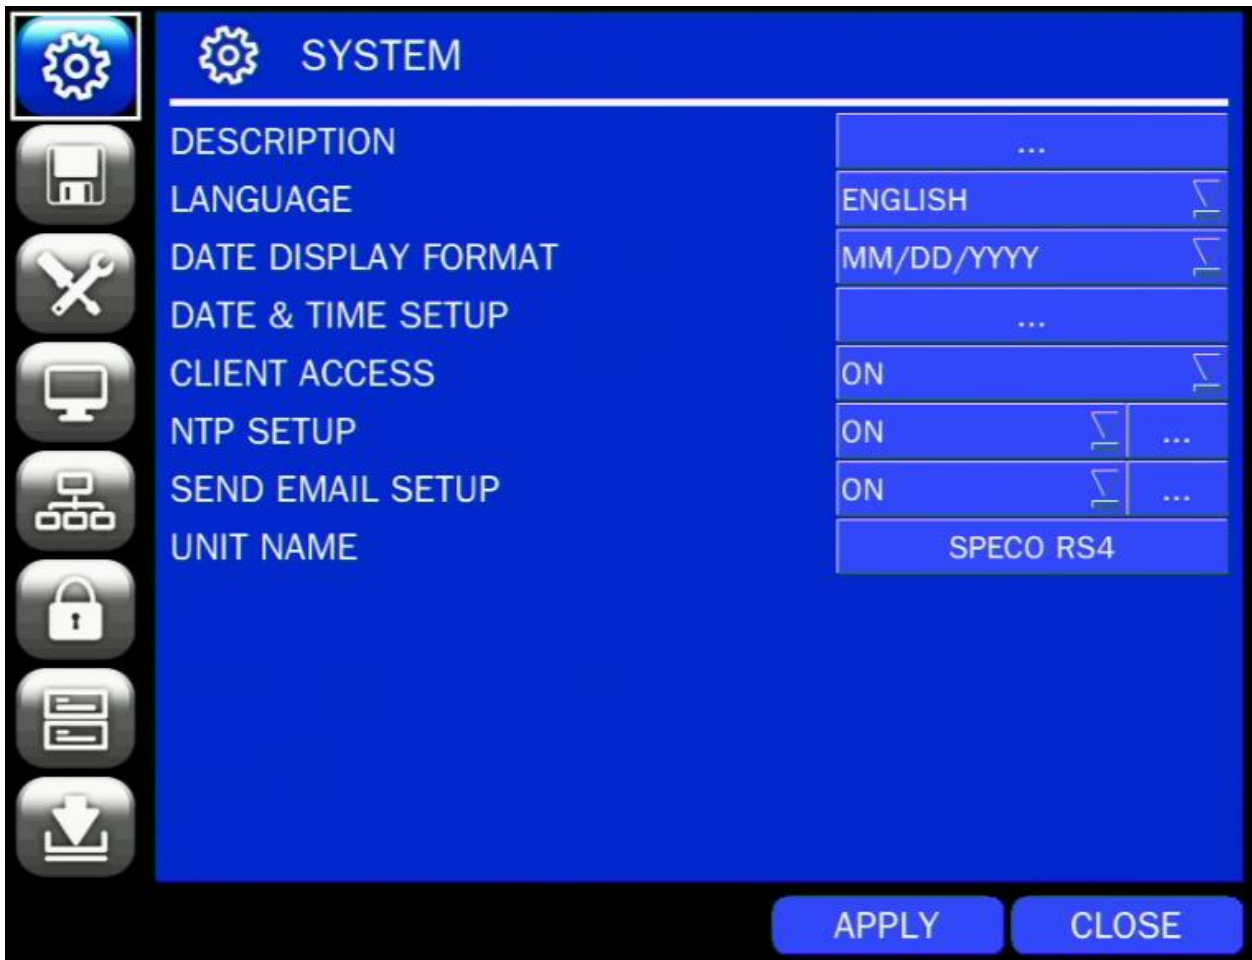 SYSTEM
DESCRIPTION ...
LANGUAGE ENGLISH
DATE DISPLAY FORMAT MM/DD/YYYY
DATE & TIME SETUP ...
CLIENT ACCESS ON
NTP SETUP ON ...
SEND EMAIL SETUP ON ...
UNIT NAME SPECO RS4
APPLY CLOSE